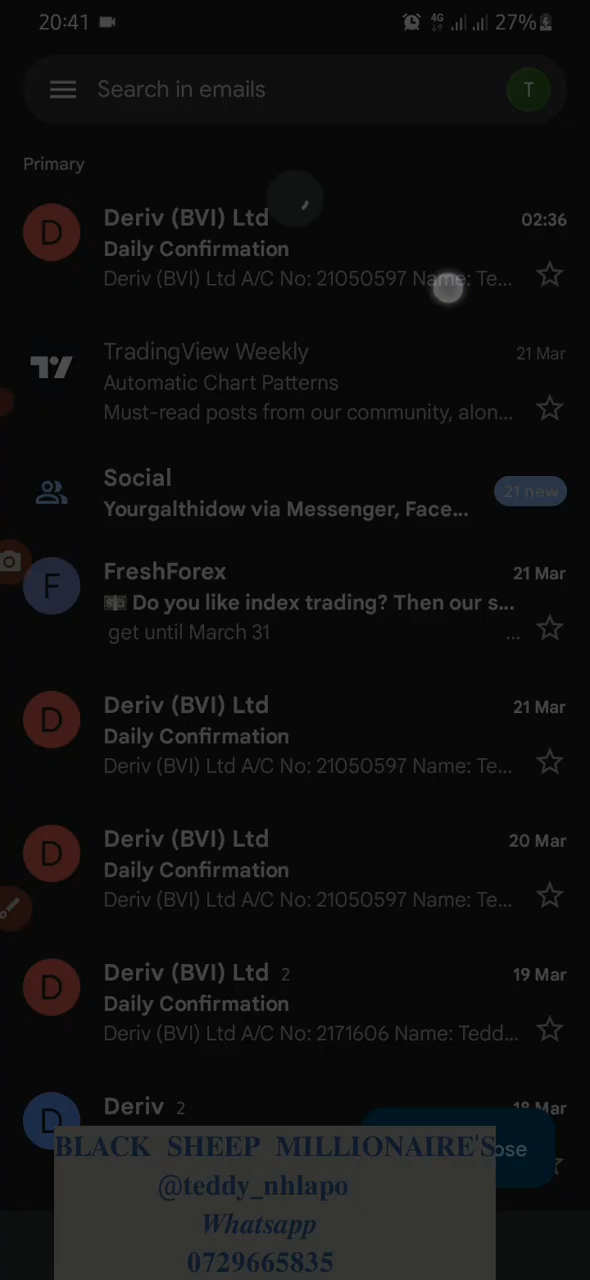 20:41
4G
27%
Search in emails
T
Primary
D
Deriv (BVI) Ltd
02:36
Daily Confirmation
Deriv (BVI) Ltd A/C No: 21050597 Name: Te...
TradingView Weekly
21 Mar
Automatic Chart Patterns
Must-read posts from our community, alon...
Social
21 new
Yourgalthidow via Messenger, Face...
F
FreshForex
21 Mar
Do you like index trading? Then our s...
get until March 31
...
D
Deriv (BVI) Ltd
21 Mar
Daily Confirmation
Deriv (BVI) Ltd A/C No: 21050597 Name: Te...
D
Deriv (BVI) Ltd
20 Mar
Daily Confirmation
Deriv (BVI) Ltd A/C No: 21050597 Name: Te...
D
Deriv (BVI) Ltd 2
19 Mar
Daily Confirmation
Deriv (BVI) Ltd A/C No: 2171606 Name: Tedd...
D
Deriv 2
18 Mar
ose
BLACK SHEEP MILLIONAIRE'S
@teddy_nhlapo
Whatsapp
0729665835